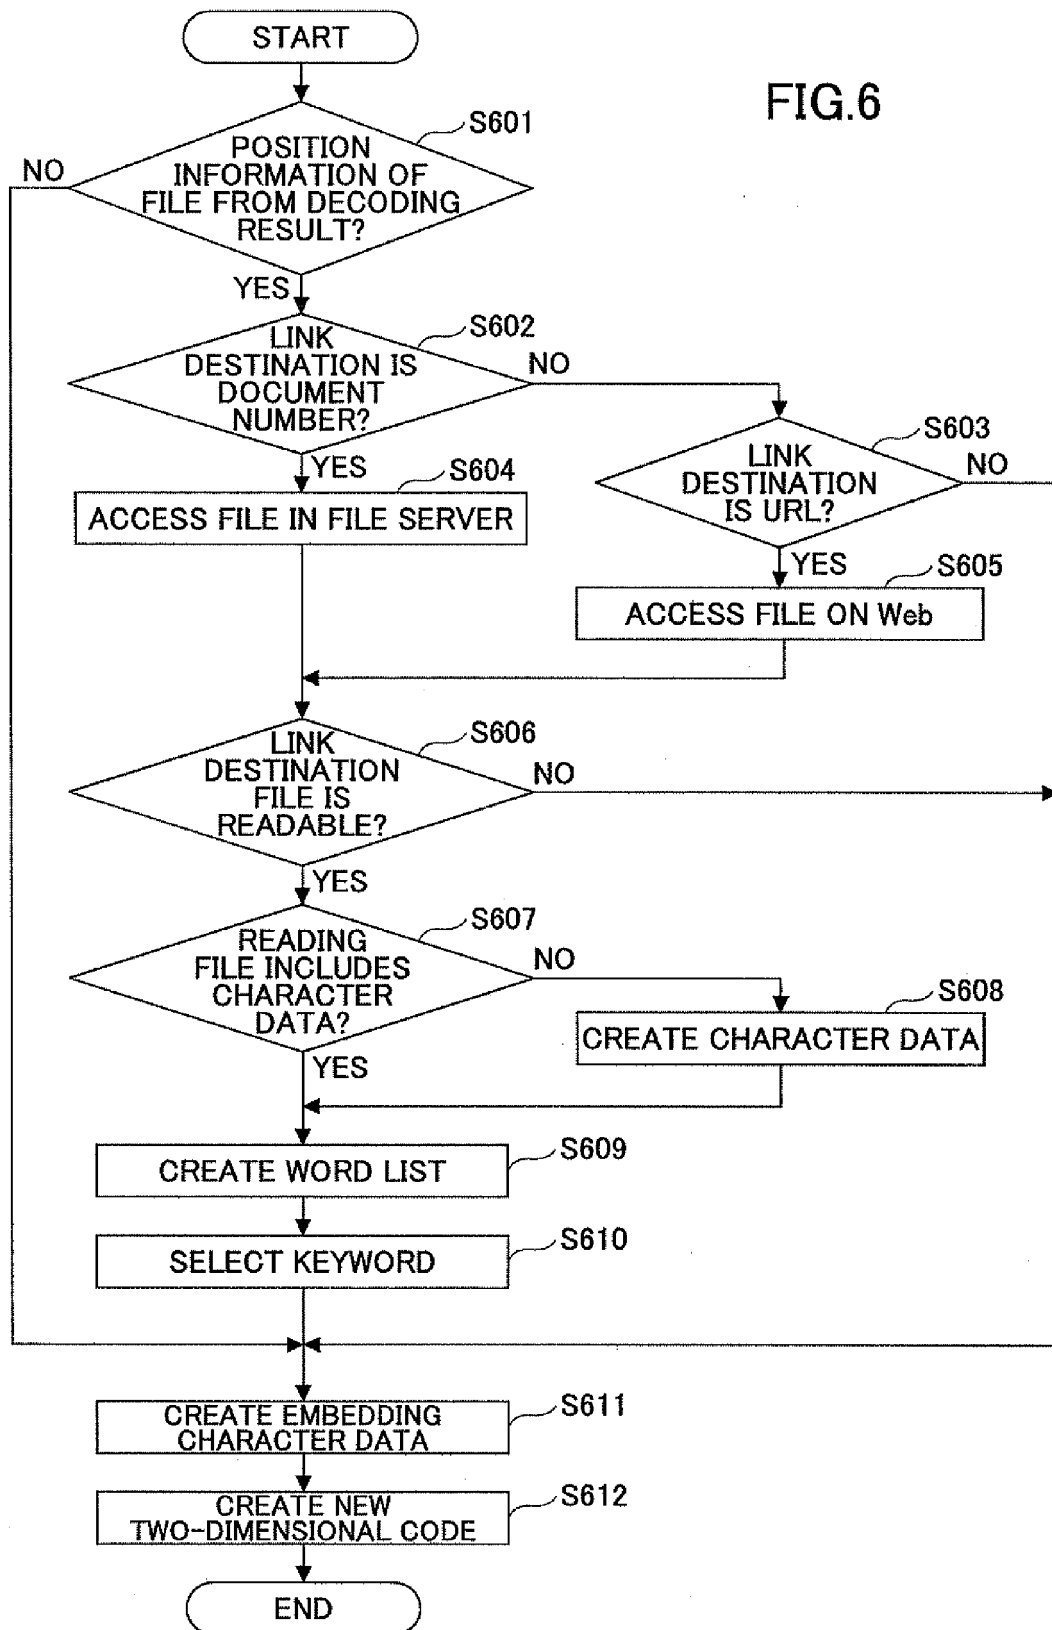 START
FIG.6
S601
NO
POSITION
INFORMATION OF
FILE FROM DECODING
RESULT?
YES
S602
LINK
DESTINATION IS
DOCUMENT
NUMBER?
NO
YES
S603
LINK
DESTINATION
IS URL?
NO
S604
ACCESS FILE IN FILE SERVER
YES
S605
ACCESS FILE ON Web
S606
LINK
DESTINATION
FILE IS
READABLE?
NO
YES
S607
READING
FILE INCLUDES
CHARACTER
DATA?
NO
S608
CREATE CHARACTER DATA
YES
S609
CREATE WORD LIST
S610
SELECT KEYWORD
S611
CREATE EMBEDDING
CHARACTER DATA
S612
CREATE NEW
TWO-DIMENSIONAL CODE
END